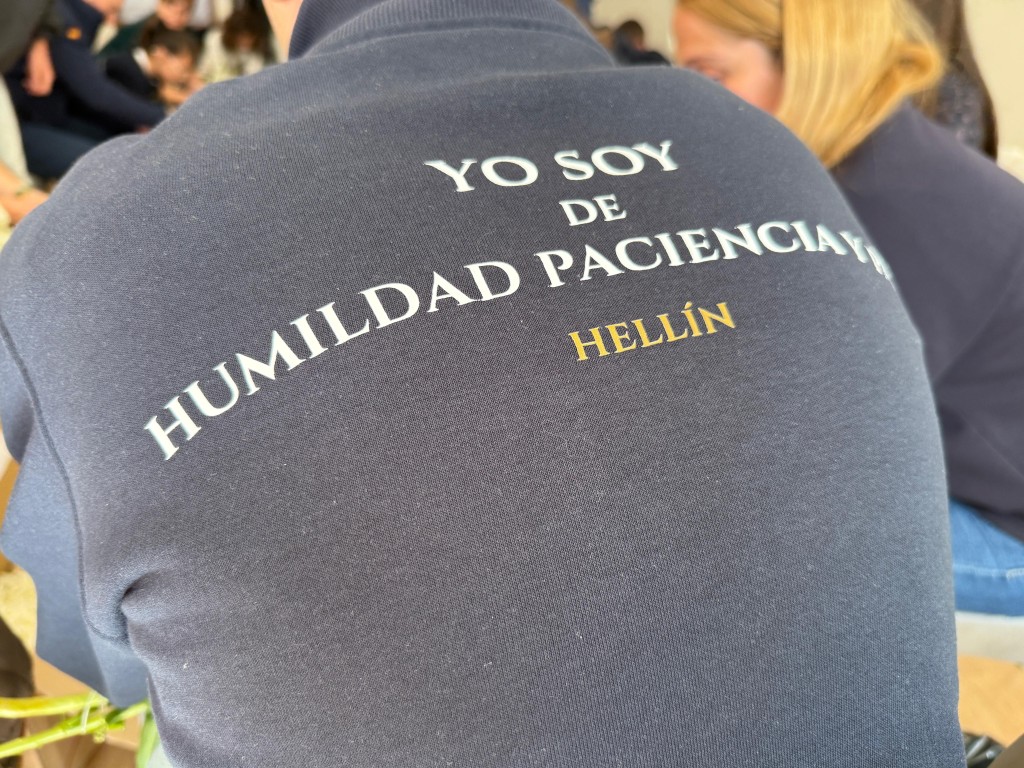 YO SOY
DE
HUMILDAD PACIENCIA Y
HELLÍN